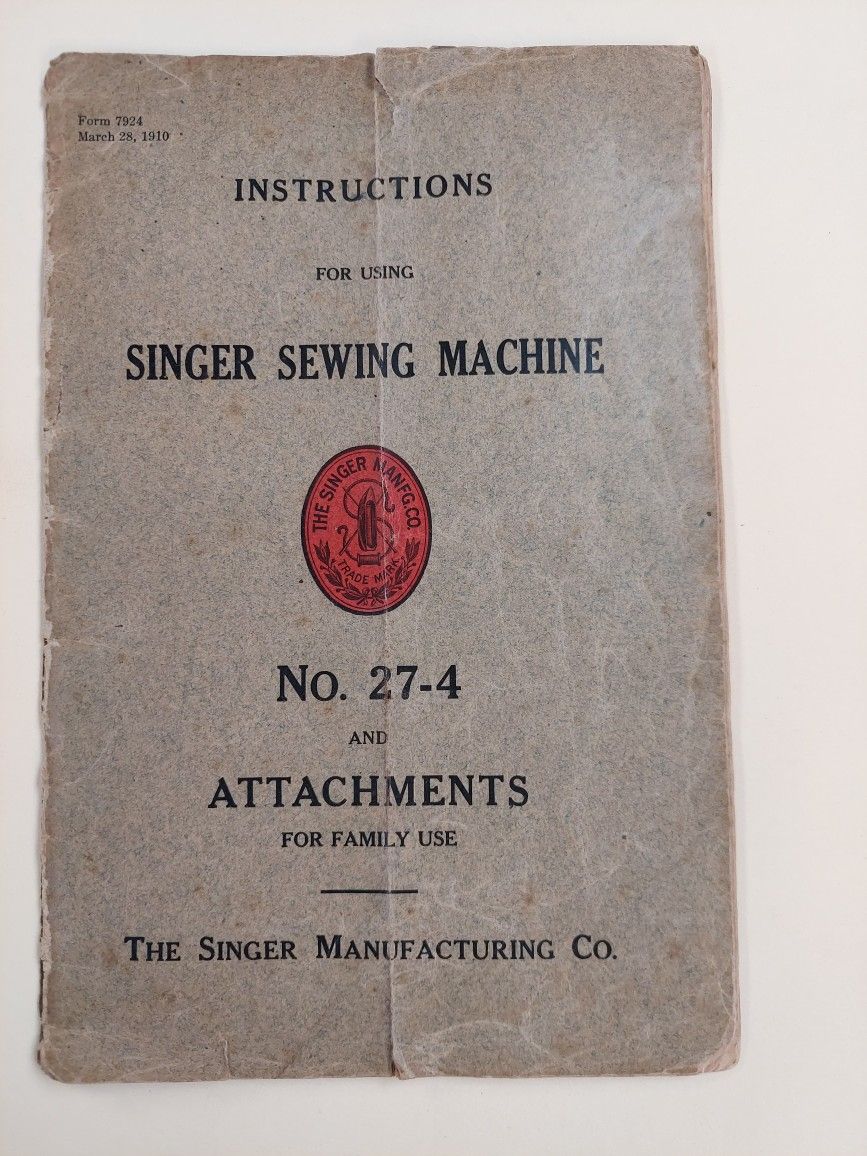 Form 7924
March 28, 1910
INSTRUCTIONS
FOR USING
SINGER SEWING MACHINE
THE SINGER MANFG. CO.
TRADE MARK
No. 27-4
AND
ATTACHMENTS
FOR FAMILY USE
THE SINGER MANUFACTURING CO.